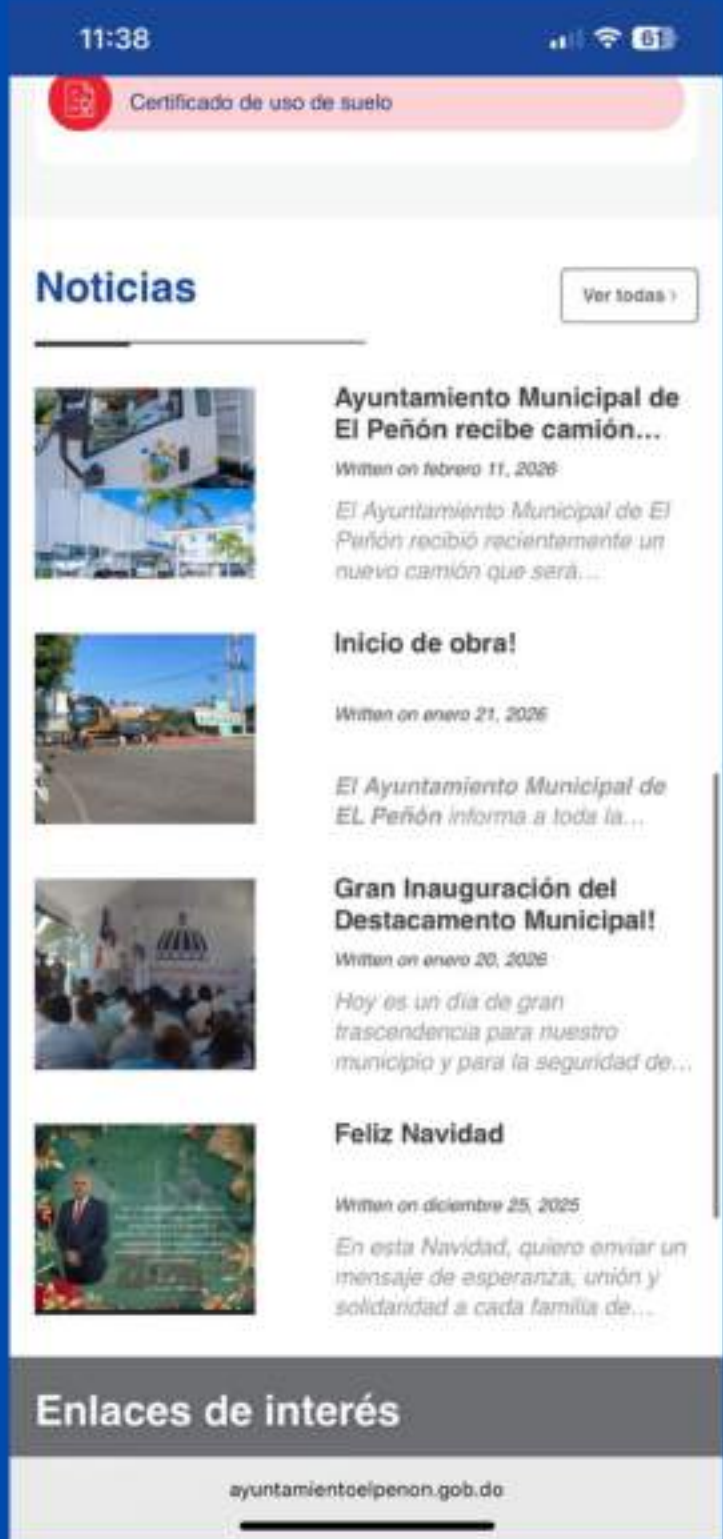 11:38
61
Certificado de uso de suelo
Noticias
Ver todas ›
Ayuntamiento Municipal de
El Peñón recibe camión...
Written on febrero 11, 2026
El Ayuntamiento Municipal de El
Peñón recibió recientemente un
nuevo camión que será...
Inicio de obra!
Written on enero 21, 2026
El Ayuntamiento Municipal de
EL Peñón informa a toda la...
Gran Inauguración del
Destacamento Municipal!
Written on enero 20, 2026
Hoy es un día de gran
trascendencia para nuestro
municipio y para la seguridad de...
Feliz Navidad
Written on diciembre 25, 2025
En esta Navidad, quiero enviar un
mensaje de esperanza, unión y
solidaridad a cada familia de...
Enlaces de interés
ayuntamientoelpenon.gob.do